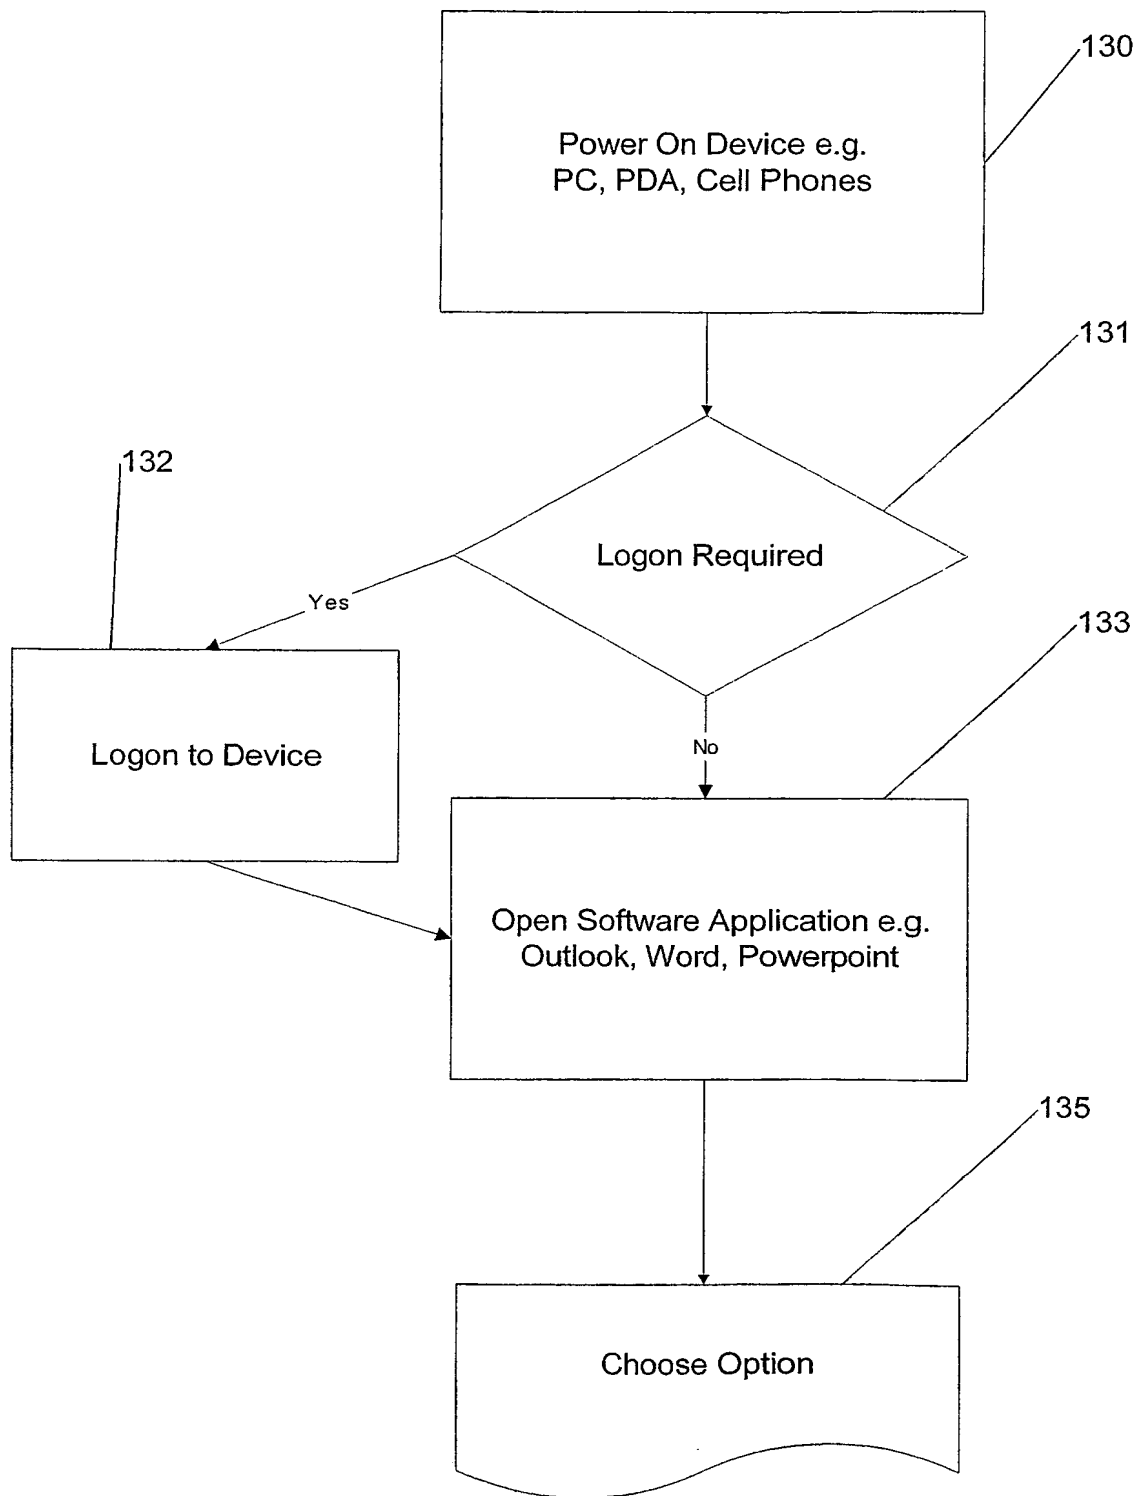 130
Power On Device e.g.
PC, PDA, Cell Phones
131
132
Logon Required
Yes
133
Logon to Device
No
Open Software Application e.g.
Outlook, Word, Powerpoint
135
Choose Option